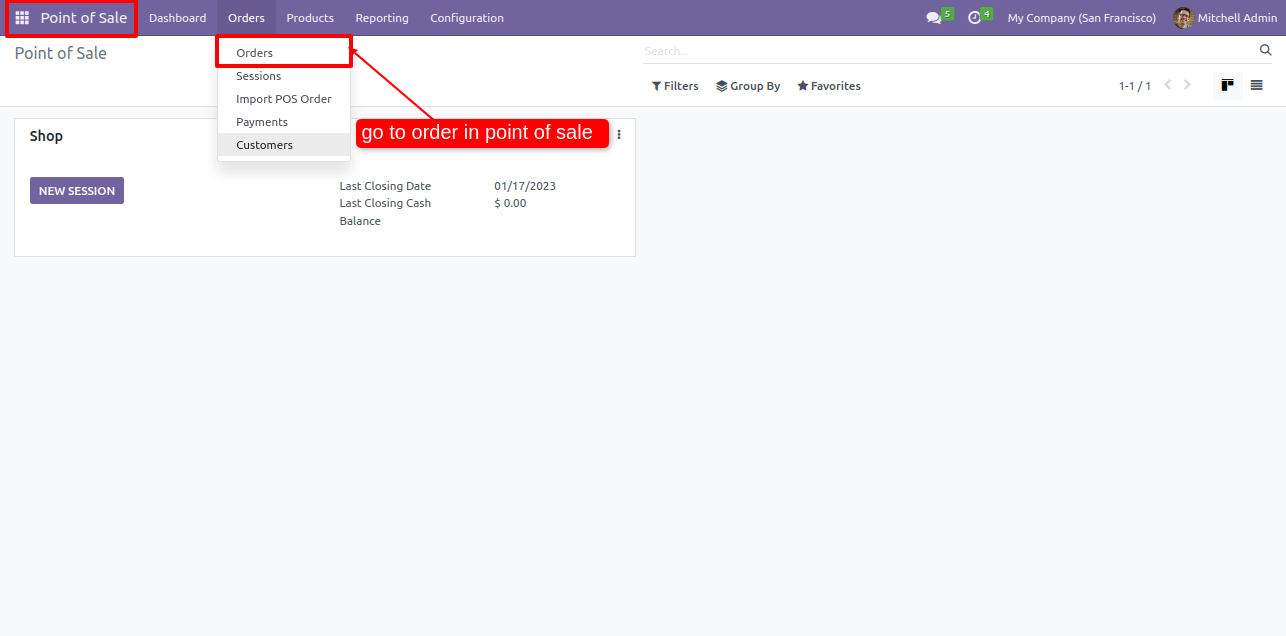 Point of Sale Dashboard Orders Products Reporting Configuration 5 4 My Company (San Francisco) Mitchell Admin
Point of Sale
Orders
Sessions
Import POS Order
Payments
Customers
Search...
Filters Group By Favorites 1-1 / 1
go to order in point of sale
Shop
NEW SESSION
Last Closing Date 01/17/2023
Last Closing Cash $ 0.00
Balance